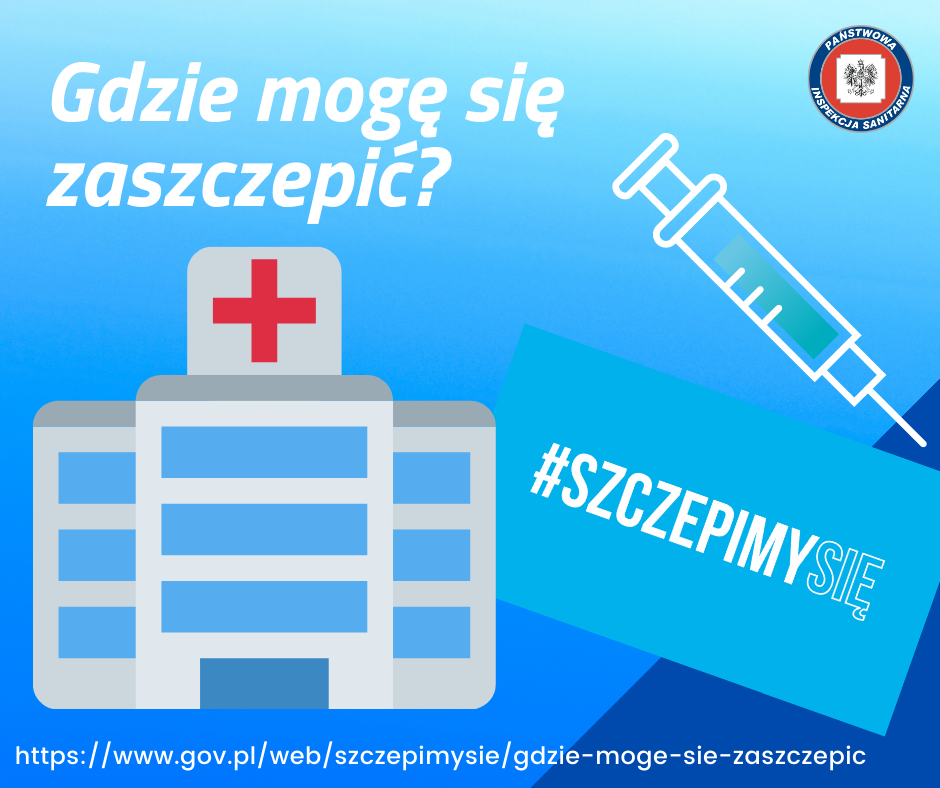 PAŃSTWOWA
INSPEKCJA SANITARNA
Gdzie mogę się
zaszczepić?
#SZCZEPIMYSIĘ
https://www.gov.pl/web/szczepimysie/gdzie-moge-sie-zaszczepic